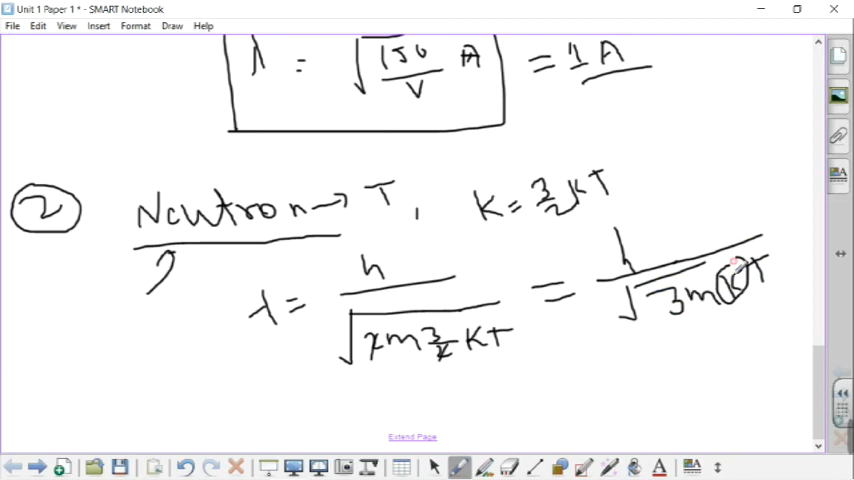 Unit 1 Paper 1 * - SMART Notebook
File Edit View Insert Format Draw Help
λ = √150/V A = 1 A
2 Neutron → T, K = 3/2 KT
λ = h/√2m 3/2 KT = h/√3mKT
Extend Page